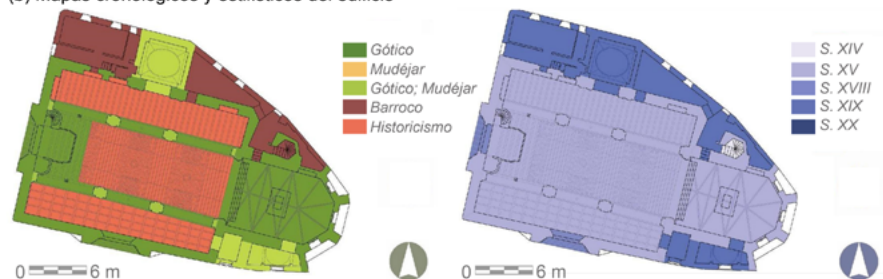 (b) Mapas cronológicos y estilísticos del edificio
Gótico
Mudéjar
Gótico; Mudéjar
Barroco
Historicismo
0 6 m
S. XIV
S. XV
S. XVIII
S. XIX
S. XX
0 6 m